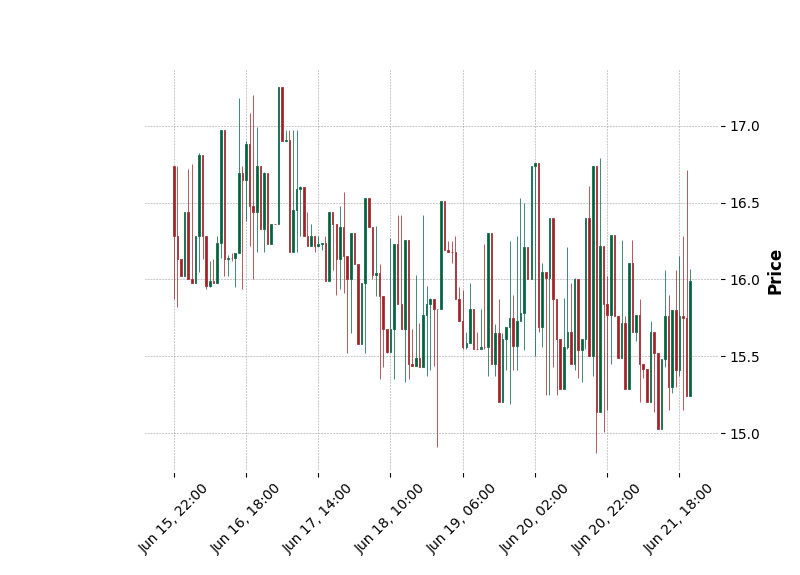 17.0
16.5
16.0
15.5
15.0
Price
Jun 15, 22:00
Jun 16, 18:00
Jun 17, 14:00
Jun 18, 10:00
Jun 19, 06:00
Jun 20, 02:00
Jun 20, 22:00
Jun 21, 18:00